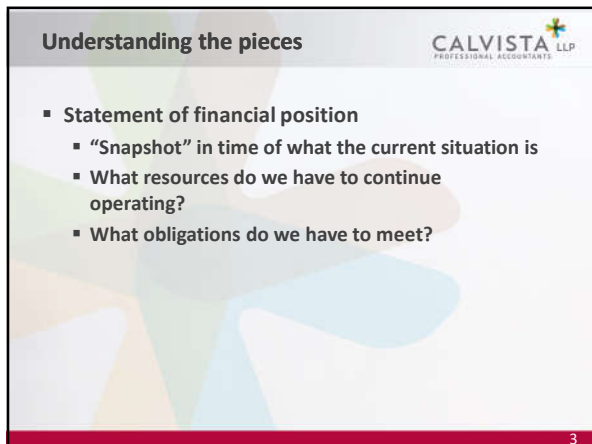 Understanding the pieces
CALVISTA LLP
PROFESSIONAL ACCOUNTANTS
▪ Statement of financial position
▪ “Snapshot” in time of what the current situation is
▪ What resources do we have to continue
operating?
▪ What obligations do we have to meet?
3